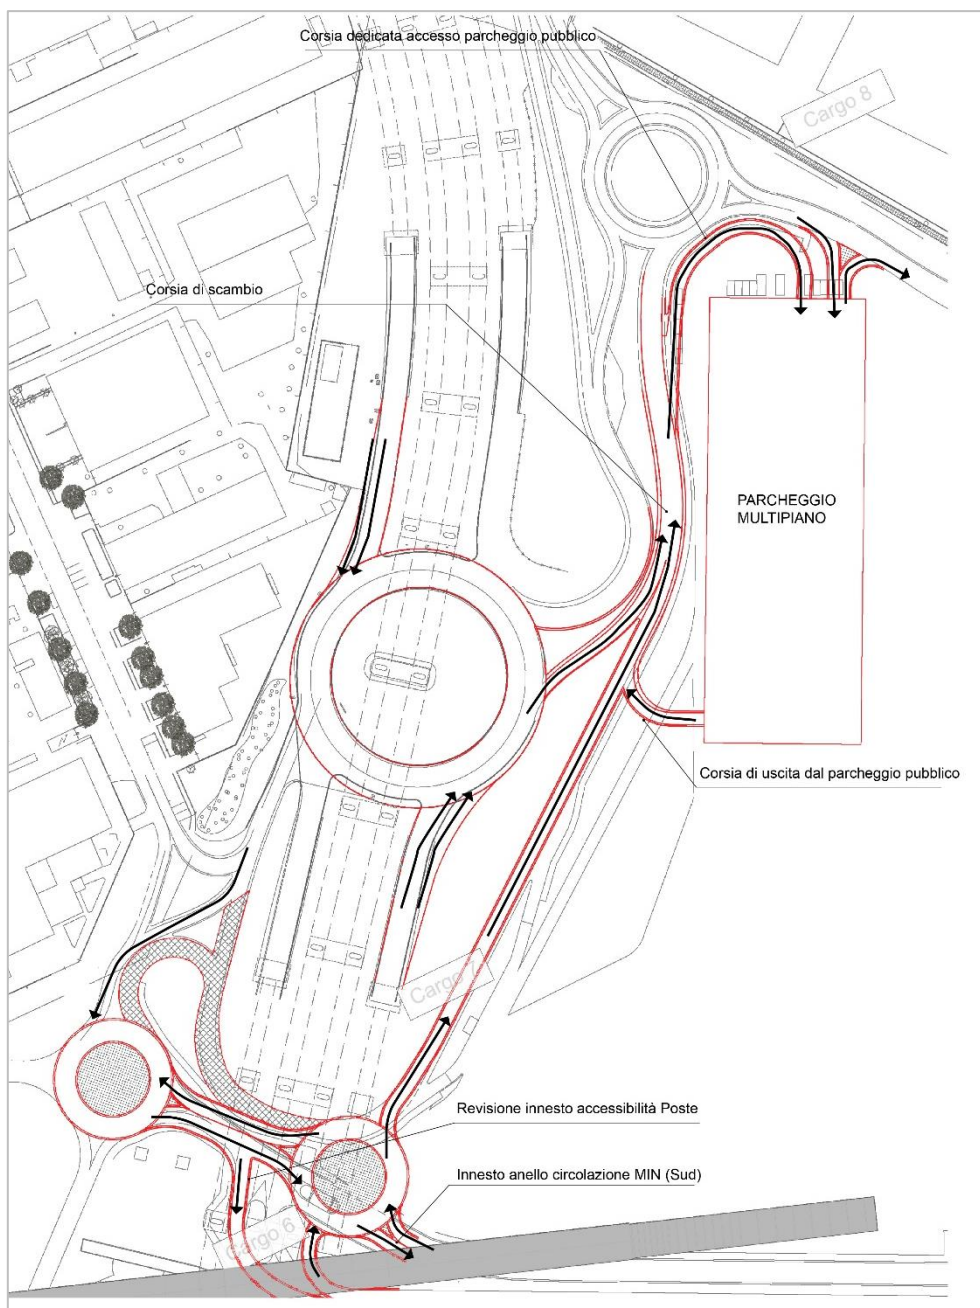 Corsia dedicata accesso parcheggio pubblico
Cargo 8
Corsia di scambio
PARCHEGGIO
MULTIPIANO
Corsia di uscita dal parcheggio pubblico
Cargo 7
Revisione innesto accessibilità Poste
Innesto anello circolazione MIN (Sud)
Cargo 6